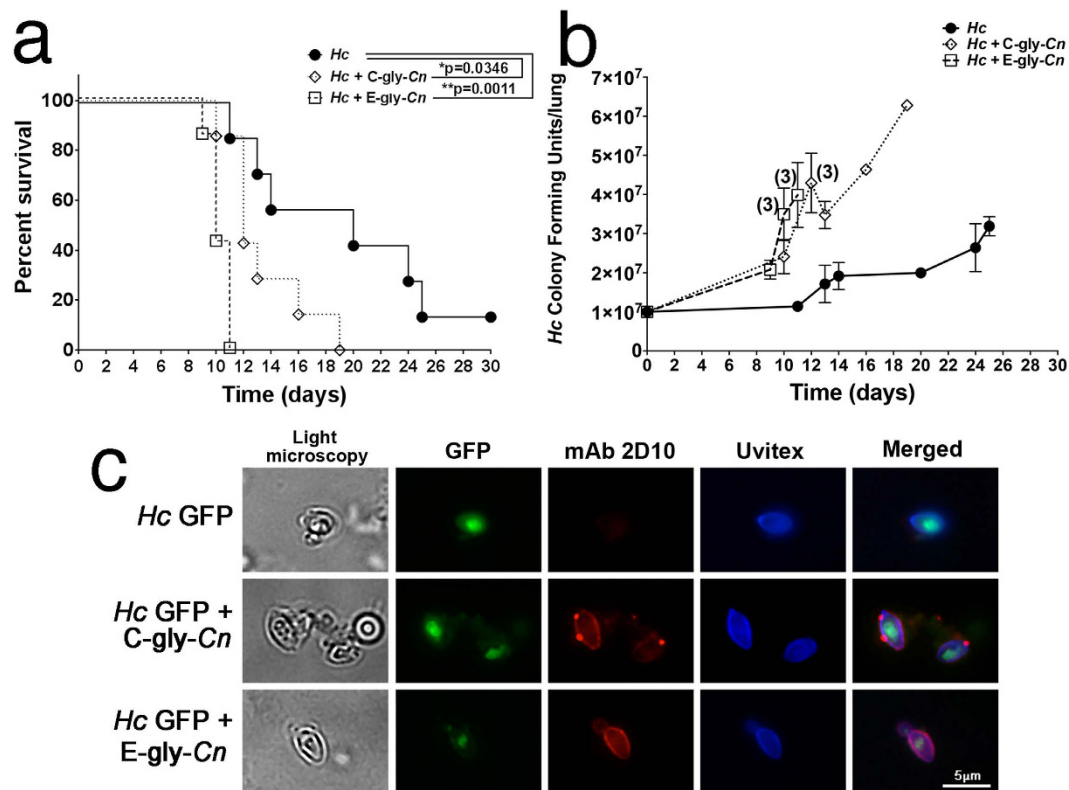 a
Hc
Hc + C-gly-Cn
Hc + E-gly-Cn
*p=0.0346
**p=0.0011
Percent survival
100
80
60
40
20
0
0 2 4 6 8 10 12 14 16 18 20 22 24 26 28 30
Time (days)
b
Hc
Hc + C-gly-Cn
Hc + E-gly-Cn
Hc Colony Forming Units/lung
7×10⁷
6×10⁷
5×10⁷
4×10⁷
3×10⁷
2×10⁷
1×10⁷
0
(3)
(3)
(3)
0 2 4 6 8 10 12 14 16 18 20 22 24 26 28 30
Time (days)
c
Light
microscopy
GFP
mAb 2D10
Uvitex
Merged
Hc GFP
Hc GFP +
C-gly-Cn
Hc GFP +
E-gly-Cn
5μm